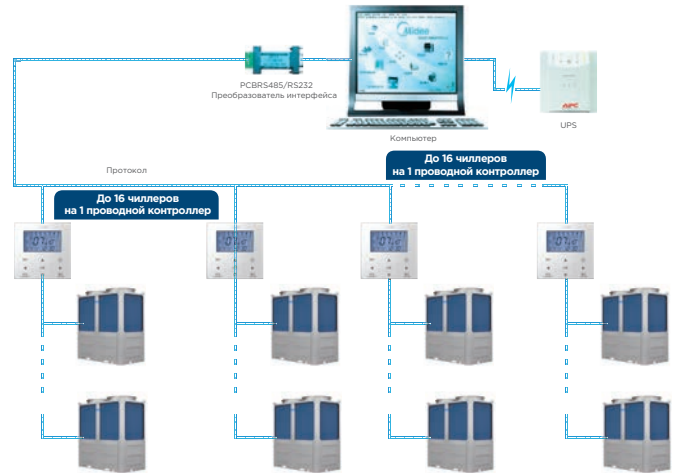 Midea
PCBRS485/RS232
Преобразователь интерфейса
APC
UPS
Компьютер
Протокол
До 16 чиллеров
на 1 проводной контроллер
До 16 чиллеров
на 1 проводной контроллер